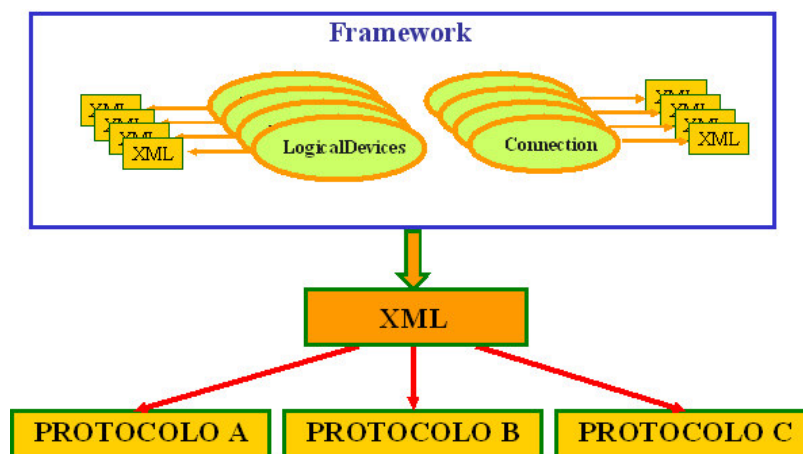 Framework
XML
XML
XML
XML
LogicalDevices
Connection
XML
XML
XML
XML
XML
PROTOCOLO A
PROTOCOLO B
PROTOCOLO C